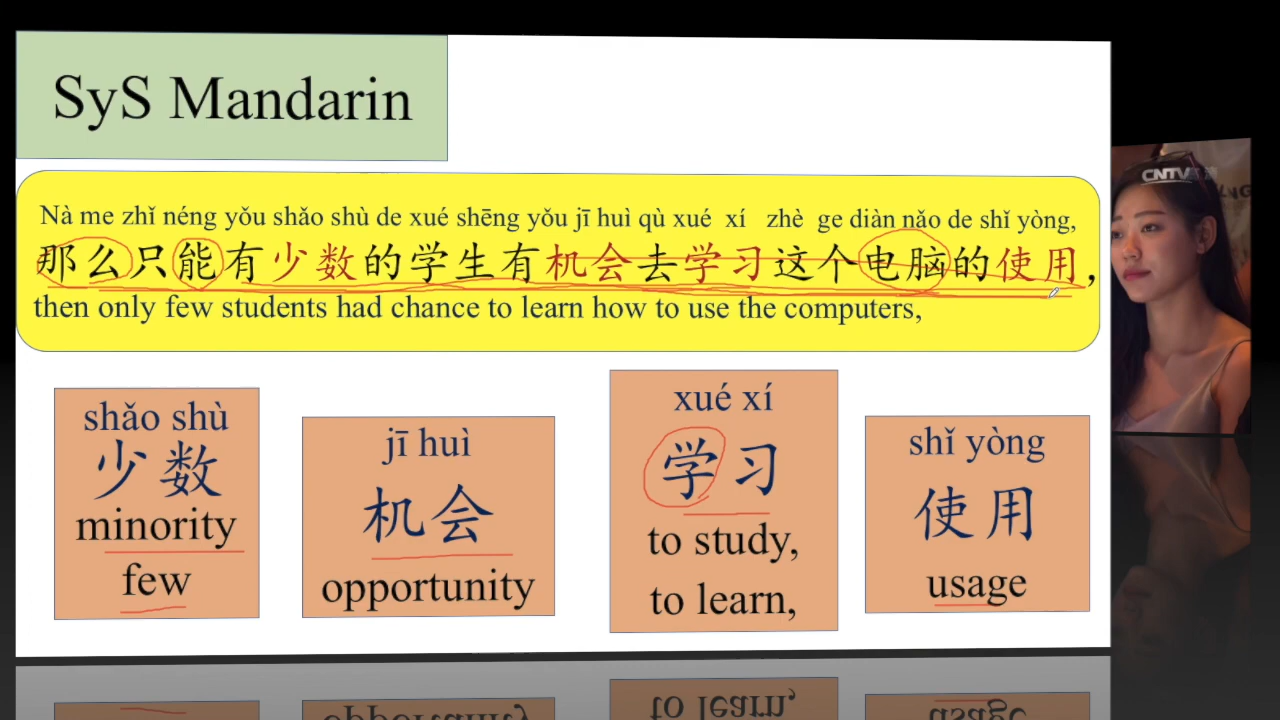 SyS Mandarin
CNTV
Nà me zhǐ néng yǒu shǎo shù de xué shēng yǒu jī huì qù xué xí zhè ge diàn nǎo de shǐ yòng,
那么只能有少数的学生有机会去学习这个电脑的使用，
then only few students had chance to learn how to use the computers,
shǎo shù
少数
minority
few
jī huì
机会
opportunity
xué xí
学习
to study,
to learn,
shǐ yòng
使用
usage